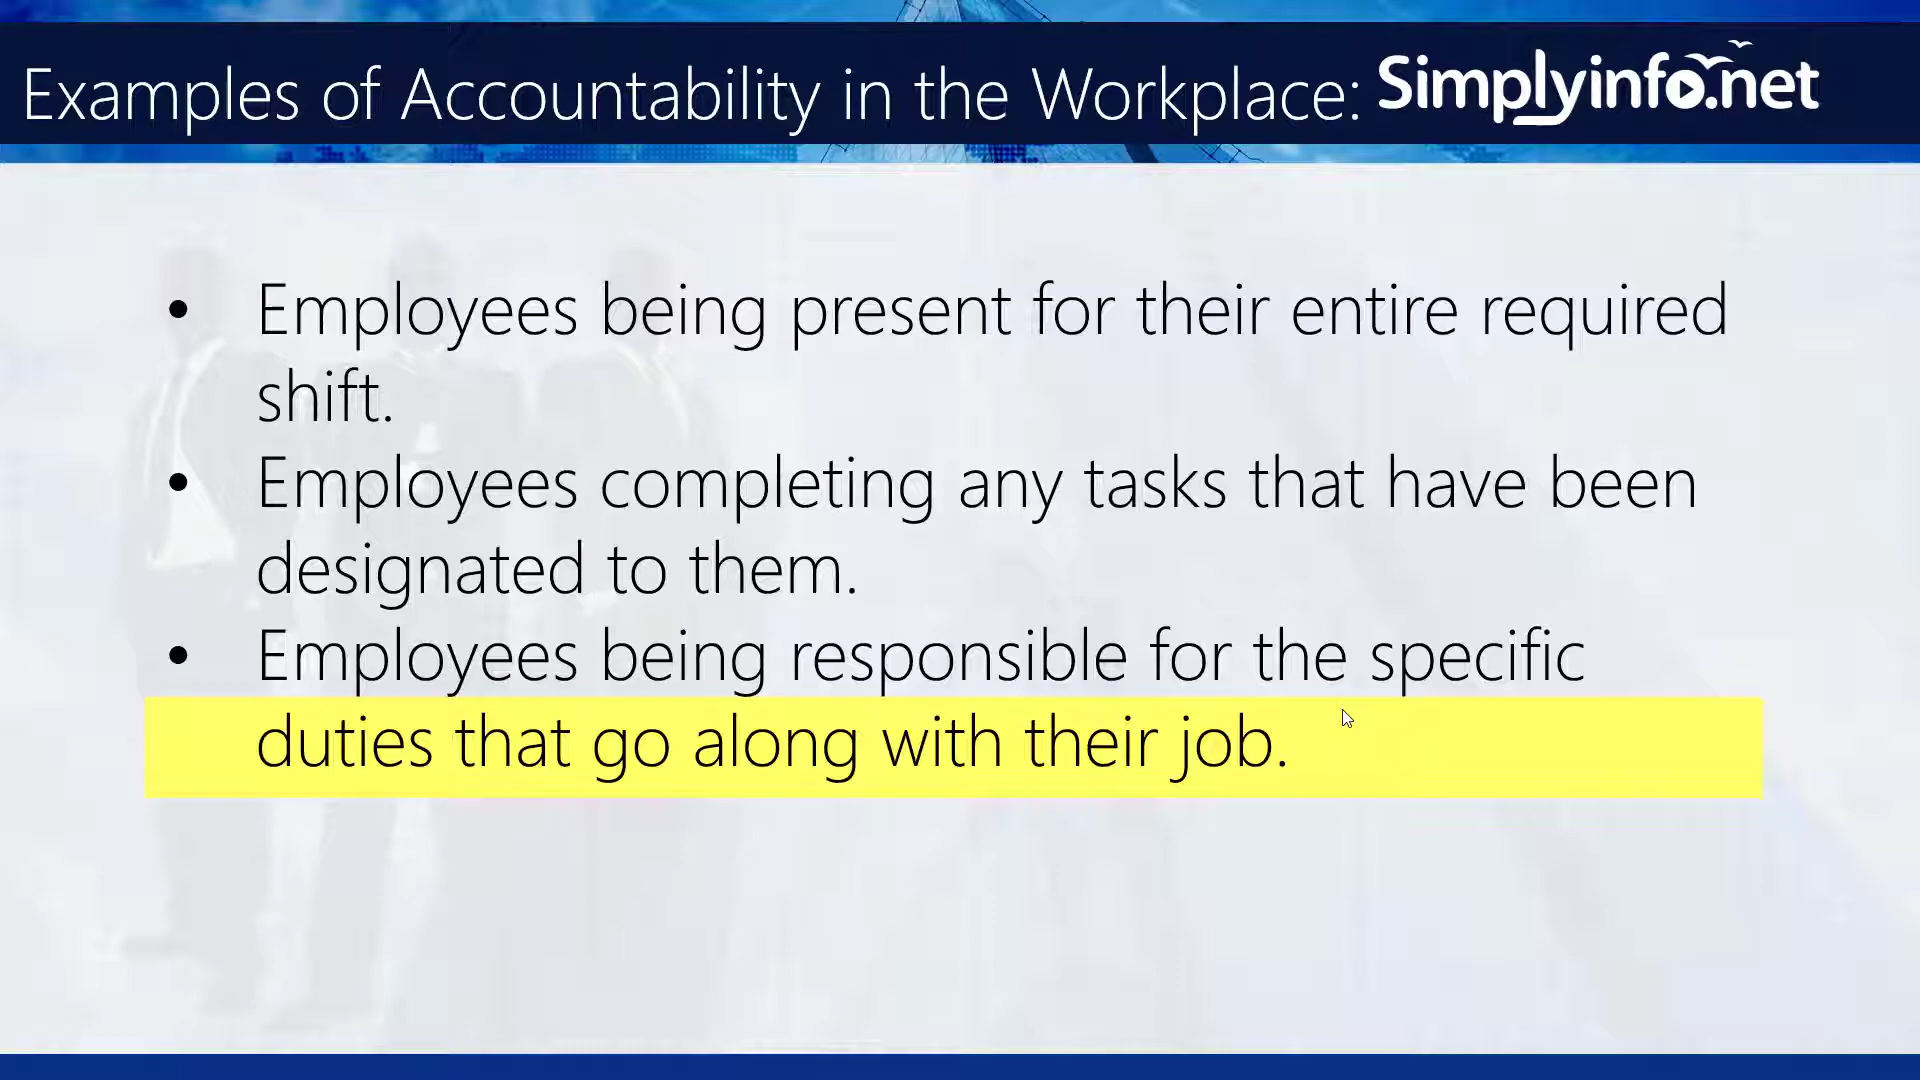 Examples of Accountability in the Workplace: Simplyinfo.net
• Employees being present for their entire required
shift.
• Employees completing any tasks that have been
designated to them.
• Employees being responsible for the specific
duties that go along with their job.